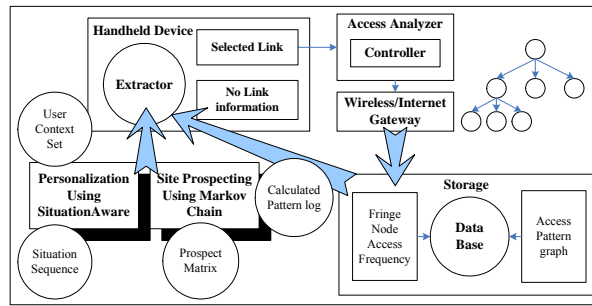 Handheld Device
Extractor
Selected Link
No Link
information
Access Analyzer
Controller
Wireless/Internet
Gateway
User
Context
Set
Personalization
Using
SituationAware
Site Prospecting
Using Markov
Chain
Calculated
Pattern log
Situation
Sequence
Prospect
Matrix
Storage
Fringe
Node
Access
Frequency
Data
Base
Access
Pattern
graph